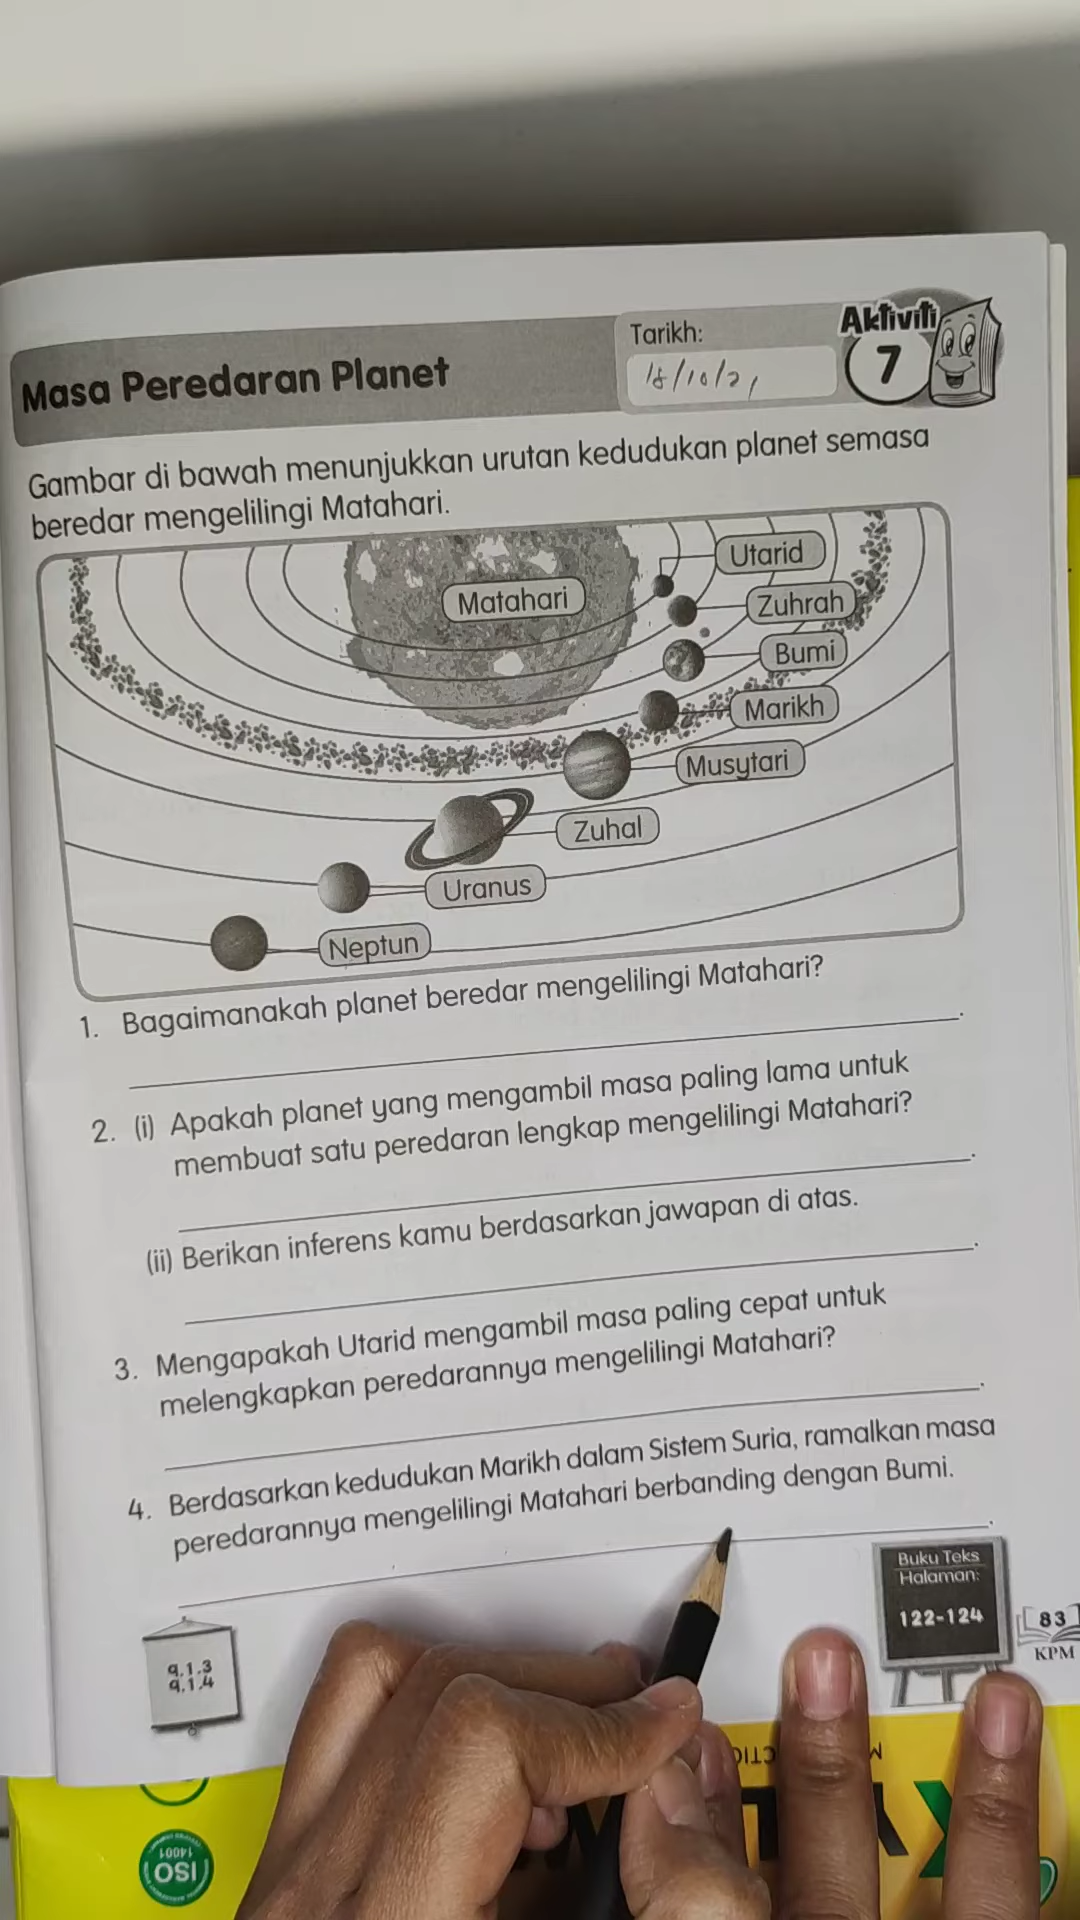 Masa Peredaran Planet
Tarikh:
18/10/21
Aktiviti
7
Gambar di bawah menunjukkan urutan kedudukan planet semasa
beredar mengelilingi Matahari.
Utarid
Matahari
Zuhrah
Bumi
Marikh
Musytari
Zuhal
Uranus
Neptun
1. Bagaimanakah planet beredar mengelilingi Matahari?
2. (i) Apakah planet yang mengambil masa paling lama untuk
membuat satu peredaran lengkap mengelilingi Matahari?
(ii) Berikan inferens kamu berdasarkan jawapan di atas.
3. Mengapakah Utarid mengambil masa paling cepat untuk
melengkapkan peredarannya mengelilingi Matahari?
4. Berdasarkan kedudukan Marikh dalam Sistem Suria, ramalkan masa
peredarannya mengelilingi Matahari berbanding dengan Bumi.
Buku Teks
Halaman:
122-124
83
KPM
9.1.3
9.1.4
14001
ISO